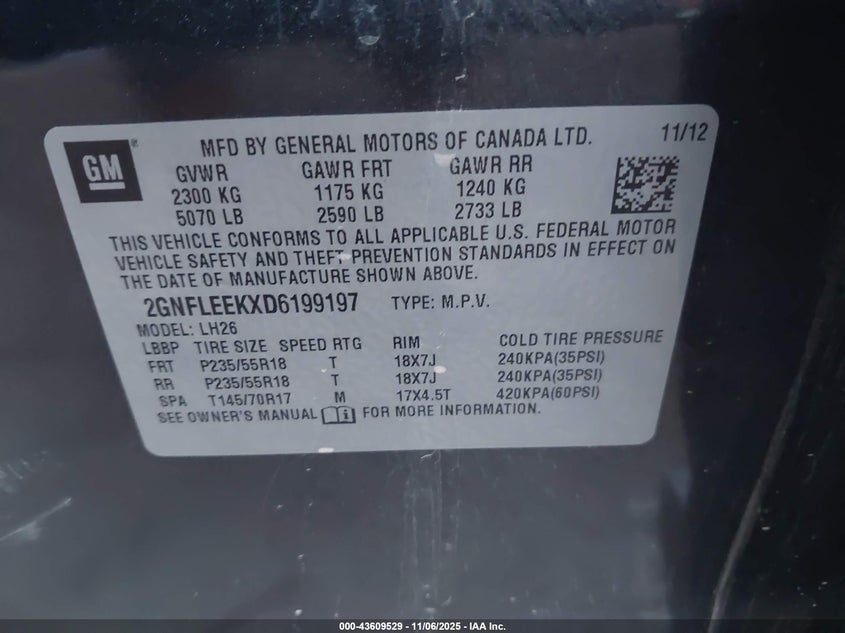 GM
MFD BY GENERAL MOTORS OF CANADA LTD. 11/12
GVWR GAWR FRT GAWR RR
2300 KG 1175 KG 1240 KG
5070 LB 2590 LB 2733 LB
THIS VEHICLE CONFORMS TO ALL APPLICABLE U.S. FEDERAL MOTOR
VEHICLE SAFETY AND THEFT PREVENTION STANDARDS IN EFFECT ON
THE DATE OF MANUFACTURE SHOWN ABOVE.
2GNFLEEKXD6199197 TYPE: M.P.V.
MODEL: LH26
LBBP TIRE SIZE SPEED RTG RIM COLD TIRE PRESSURE
FRT P235/55R18 T 18X7J 240KPA(35PSI)
RR P235/55R18 T 18X7J 240KPA(35PSI)
SPA T145/70R17 M 17X4.5T 420KPA(60PSI)
SEE OWNER'S MANUAL FOR MORE INFORMATION.
000-43609529 - 11/06/2025 - IAA Inc.